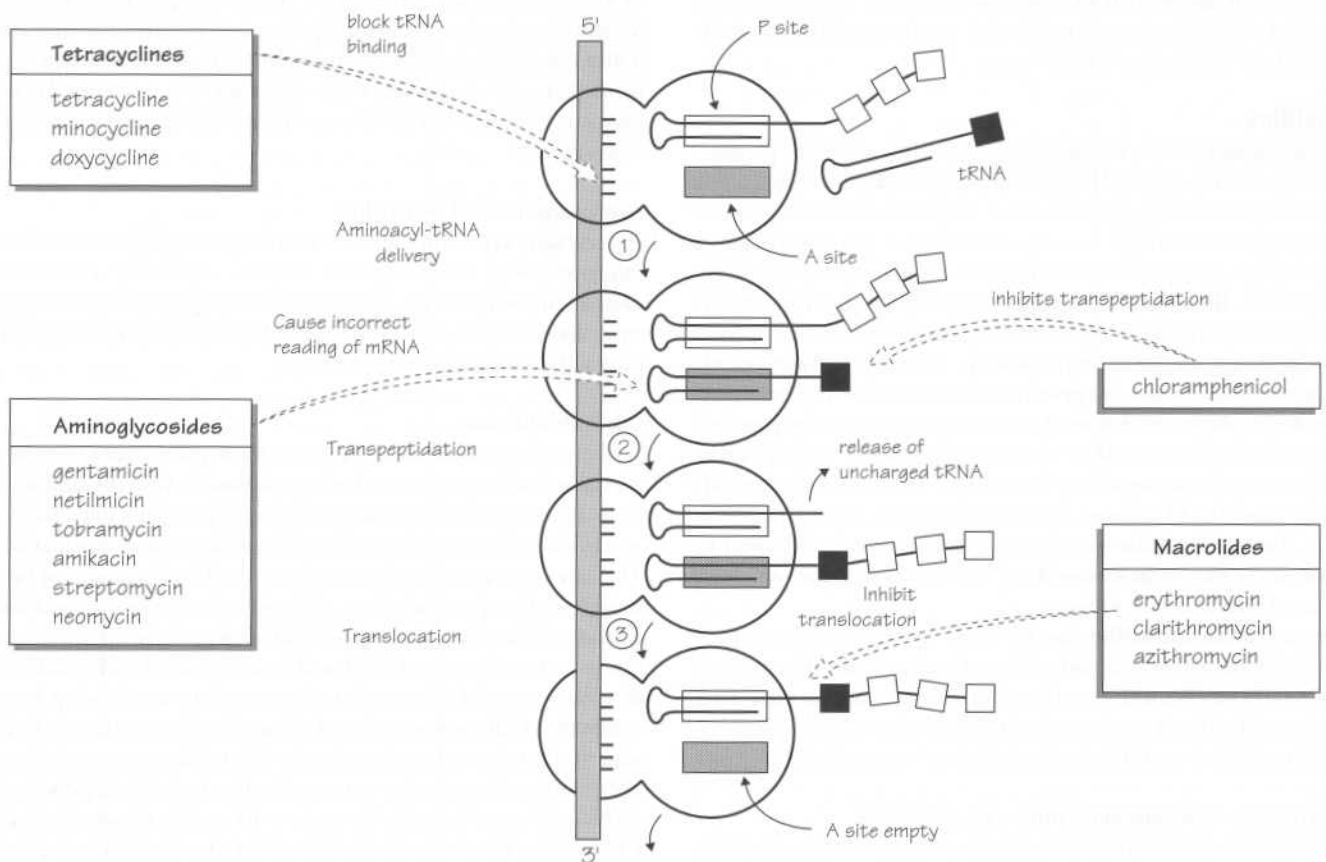 5'
block tRNA
binding
P site
Tetracyclines
tetracycline
minocycline
doxycycline
tRNA
Aminoacyl-tRNA
delivery
1
A site
Cause incorrect
reading of mRNA
inhibits transpeptidation
chloramphenicol
Aminoglycosides
gentamicin
netilmicin
tobramycin
amikacin
streptomycin
neomycin
Transpeptidation
2
release of
uncharged tRNA
Macrolides
erythromycin
clarithromycin
azithromycin
Inhibit
translocation
Translocation
3
A site empty
3'